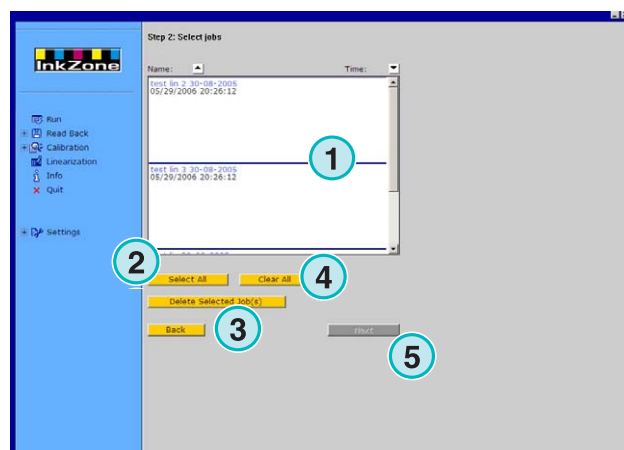 Step 2: Select jobs
InkZone
Name: Time:
test lin 2 30-08-2005
05/29/2006 20:26:12
1
Run
Read Back
Calibration
test lin 3 30-08-2005
05/29/2006 20:26:12
Linearization
Info
Quit
Settings
2
Select All
Clear All
4
Delete Selected Job(s)
Back
3
Next
5